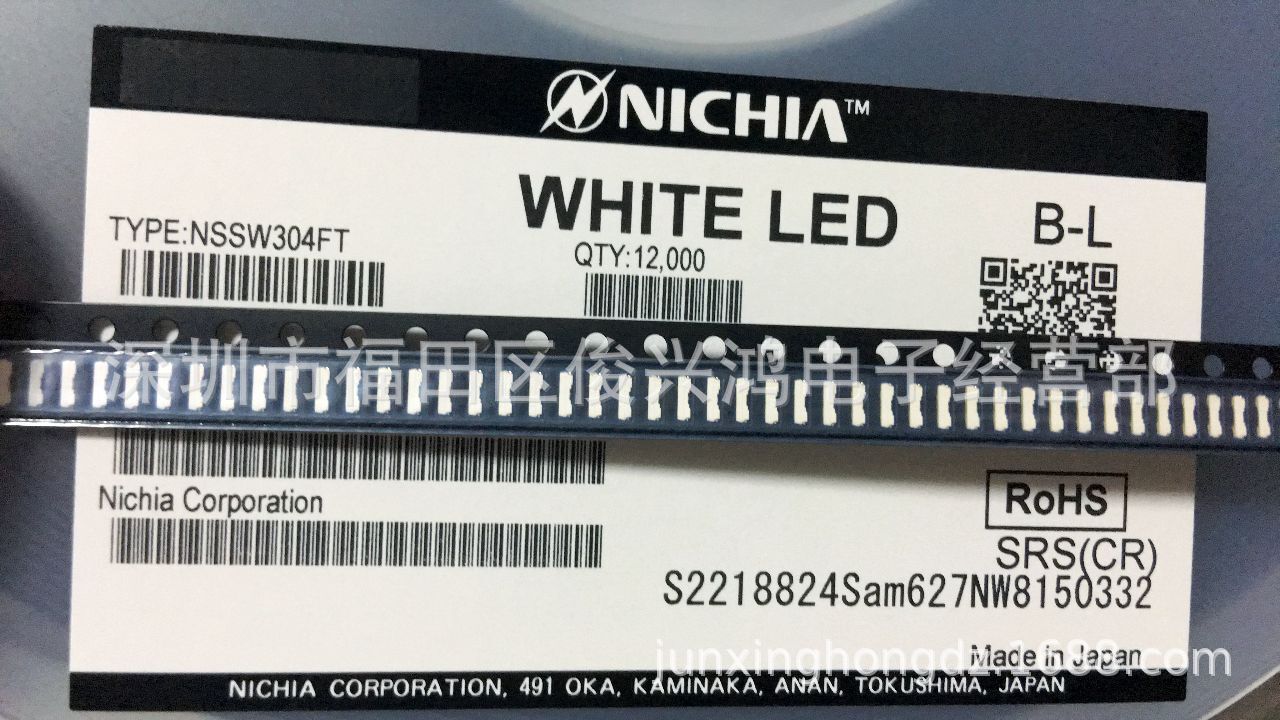 NICHIA™
WHITE LED
B-L
TYPE:NSSW304FT
QTY:12,000
深圳市福田区俊兴鸿电子经营部
Nichia Corporation
RoHS
SRS(CR)
S2218824Sam627NW8150332
Made in Japan
junxinghongdz.1688.com
NICHIA CORPORATION, 491 OKA, KAMINAKA, ANAN, TOKUSHIMA, JAPAN